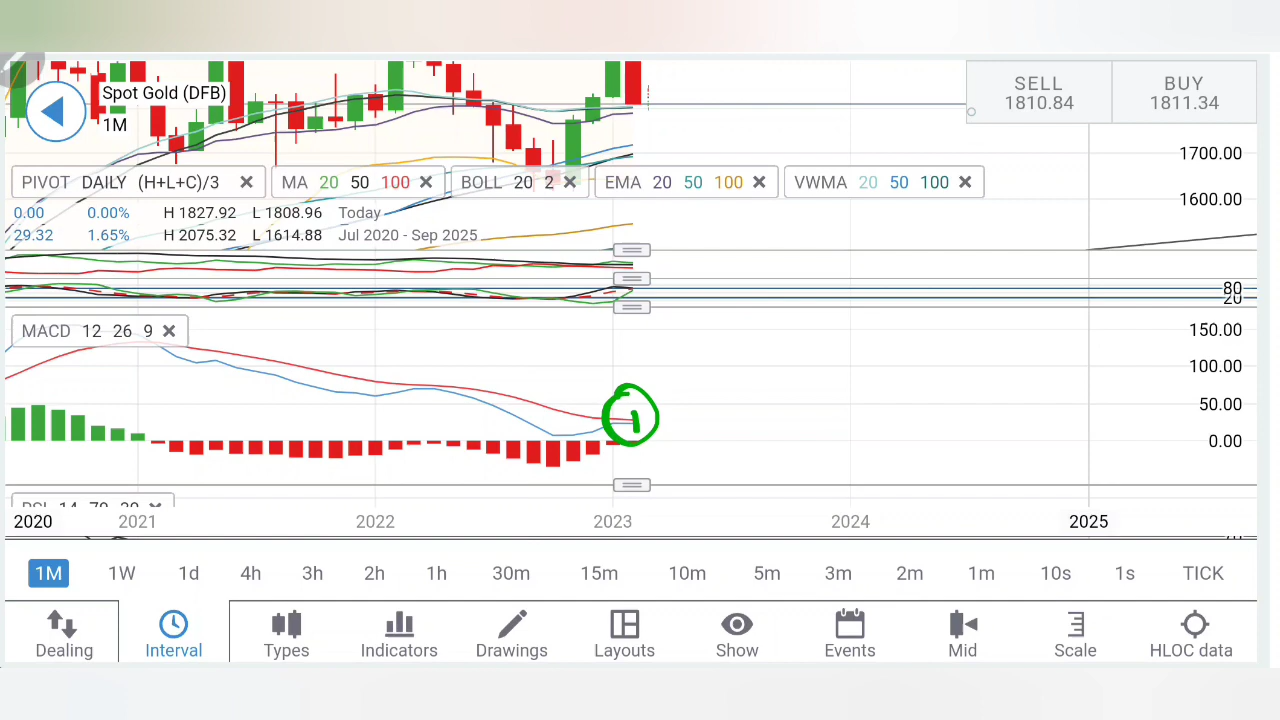 Spot Gold (DFB)
1M
SELL
1810.84
BUY
1811.34
1700.00
PIVOT DAILY (H+L+C)/3
MA 20 50 100
BOLL 20 2
EMA 20 50 100
VWMA 20 50 100
1600.00
0.00 0.00% H 1827.92 L 1808.96 Today
29.32 1.65% H 2075.32 L 1614.88 Jul 2020 - Sep 2025
80
20
MACD 12 26 9
150.00
100.00
50.00
0.00
2020 2021 2022 2023 2024 2025
1M 1W 1d 4h 3h 2h 1h 30m 15m 10m 5m 3m 2m 1m 10s 1s TICK
Dealing Interval Types Indicators Drawings Layouts Show Events Mid Scale HLOC data